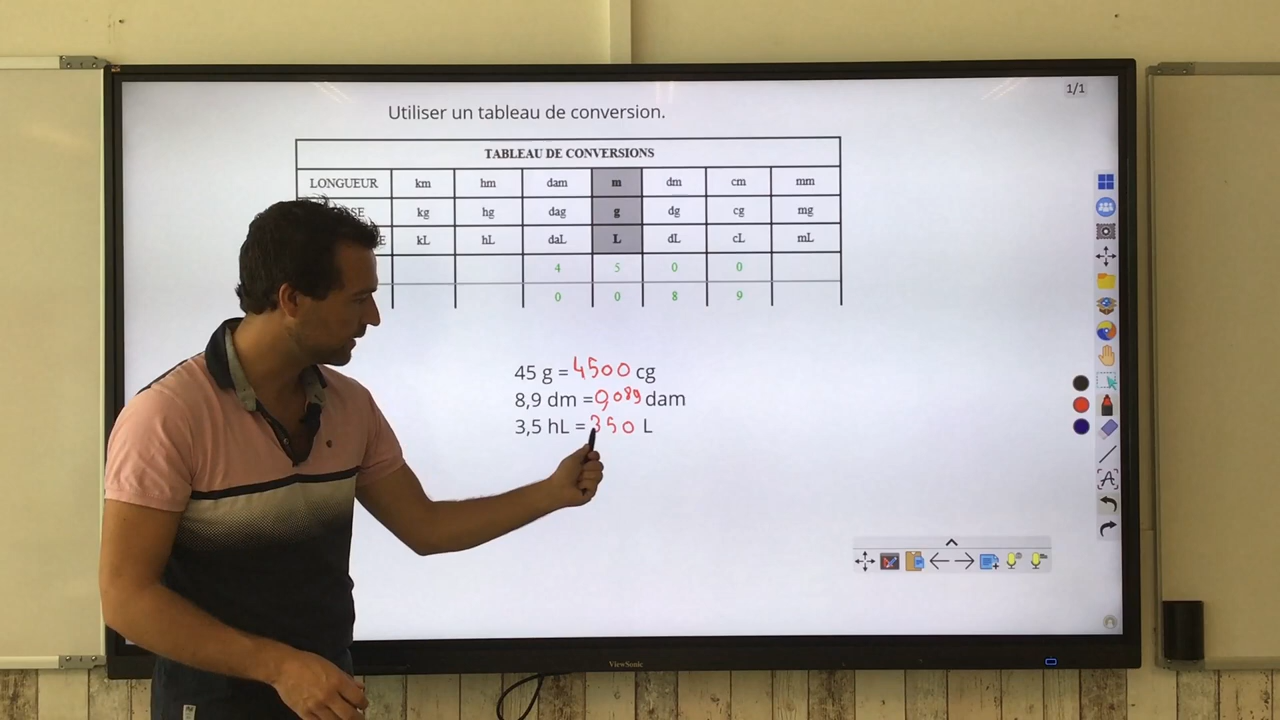 1/1
Utiliser un tableau de conversion.
TABLEAU DE CONVERSIONS
LONGUEUR km hm dam m dm cm mm
SSE kg hg dag g dg cg mg
E kL hL daL L dL cL mL
4 5 0 0
0 0 8 9
45 g = 4500 cg
8,9 dm = 0,089 dam
3,5 hL = 350 L
A
ViewSonic